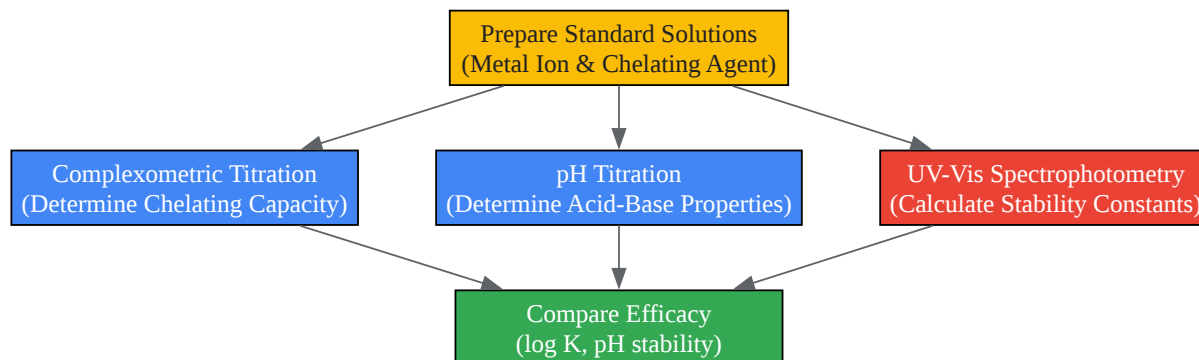 Prepare Standard Solutions
(Metal Ion & Chelating Agent)
Complexometric Titration
(Determine Chelating Capacity)
pH Titration
(Determine Acid-Base Properties)
UV-Vis Spectrophotometry
(Calculate Stability Constants)
Compare Efficacy
(log K, pH stability)